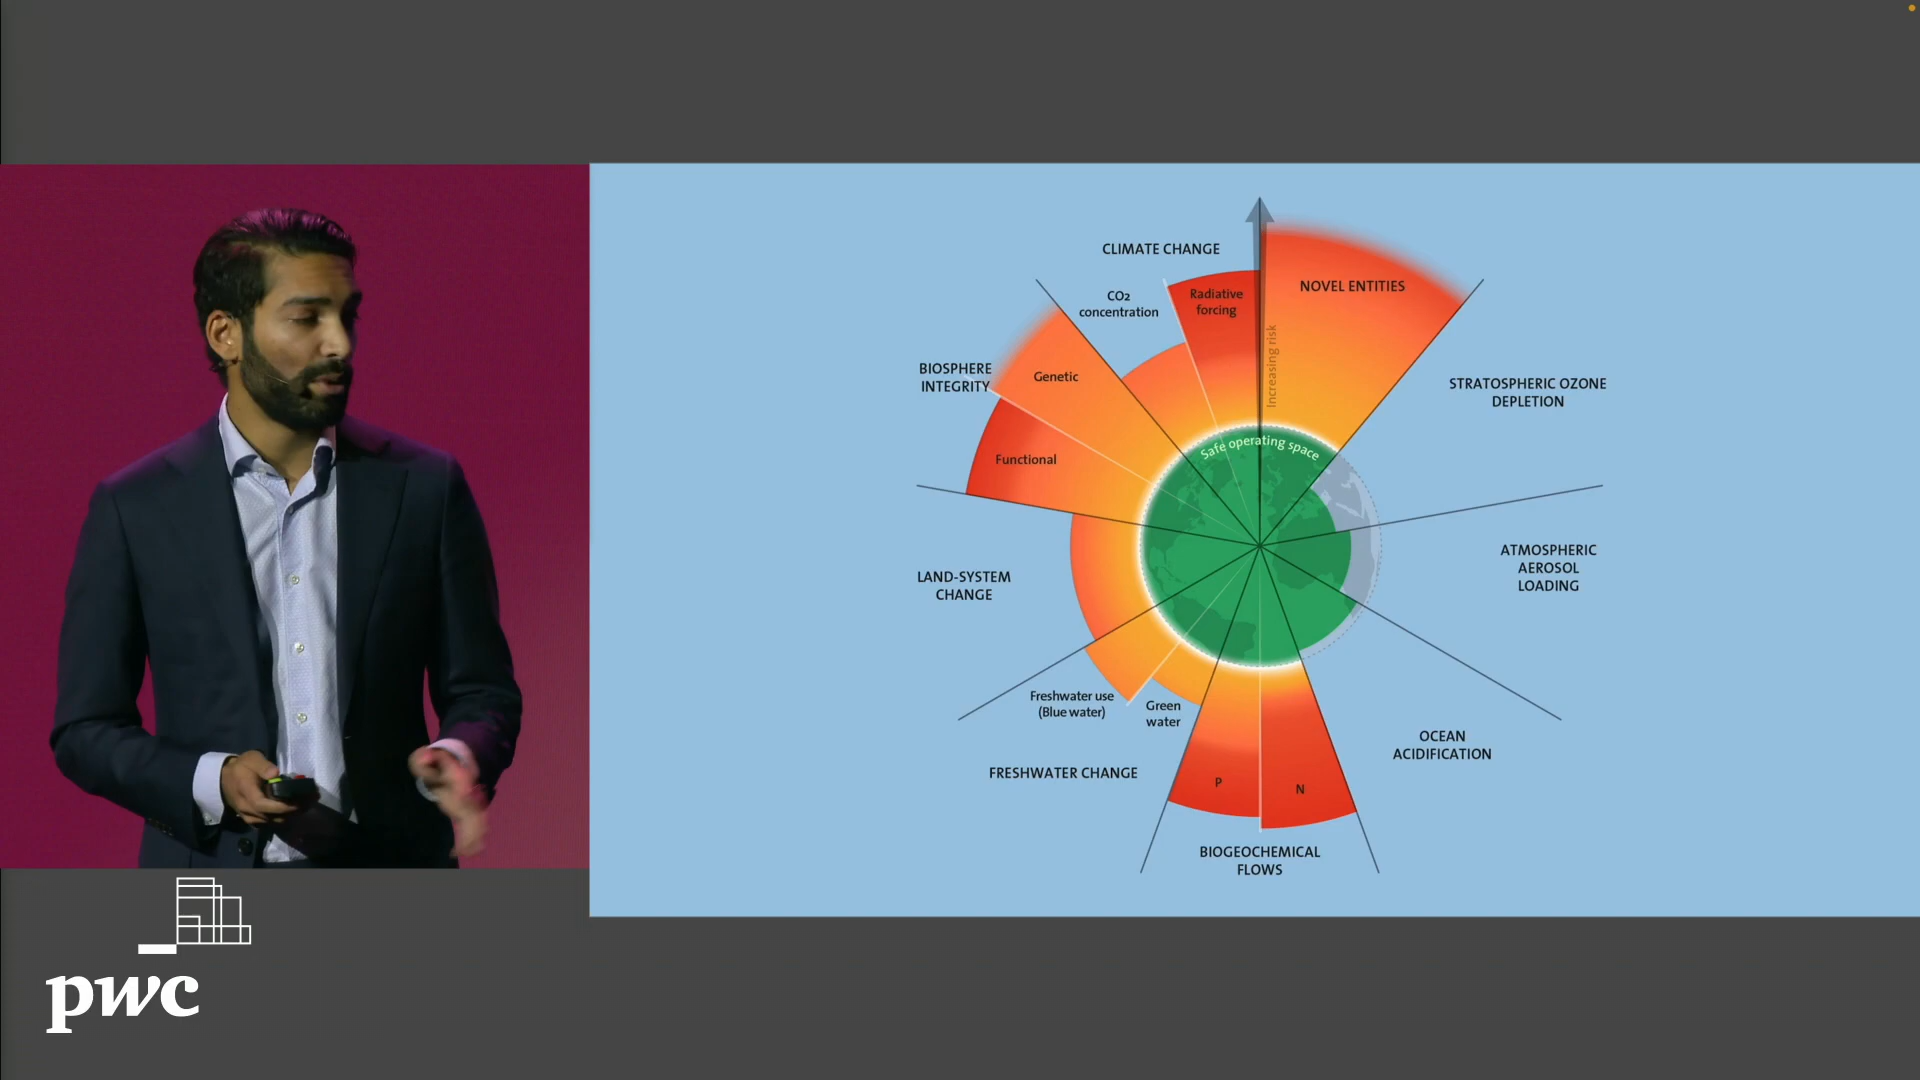 CLIMATE CHANGE
CO2
concentration
Radiative
forcing
NOVEL ENTITIES
Increasing risk
BIOSPHERE
INTEGRITY
Genetic
Functional
STRATOSPHERIC OZONE
DEPLETION
Safe operating space
ATMOSPHERIC
AEROSOL
LOADING
LAND-SYSTEM
CHANGE
Freshwater use
(Blue water)
Green
water
FRESHWATER CHANGE
OCEAN
ACIDIFICATION
P
N
BIOGEOCHEMICAL
FLOWS
pwc